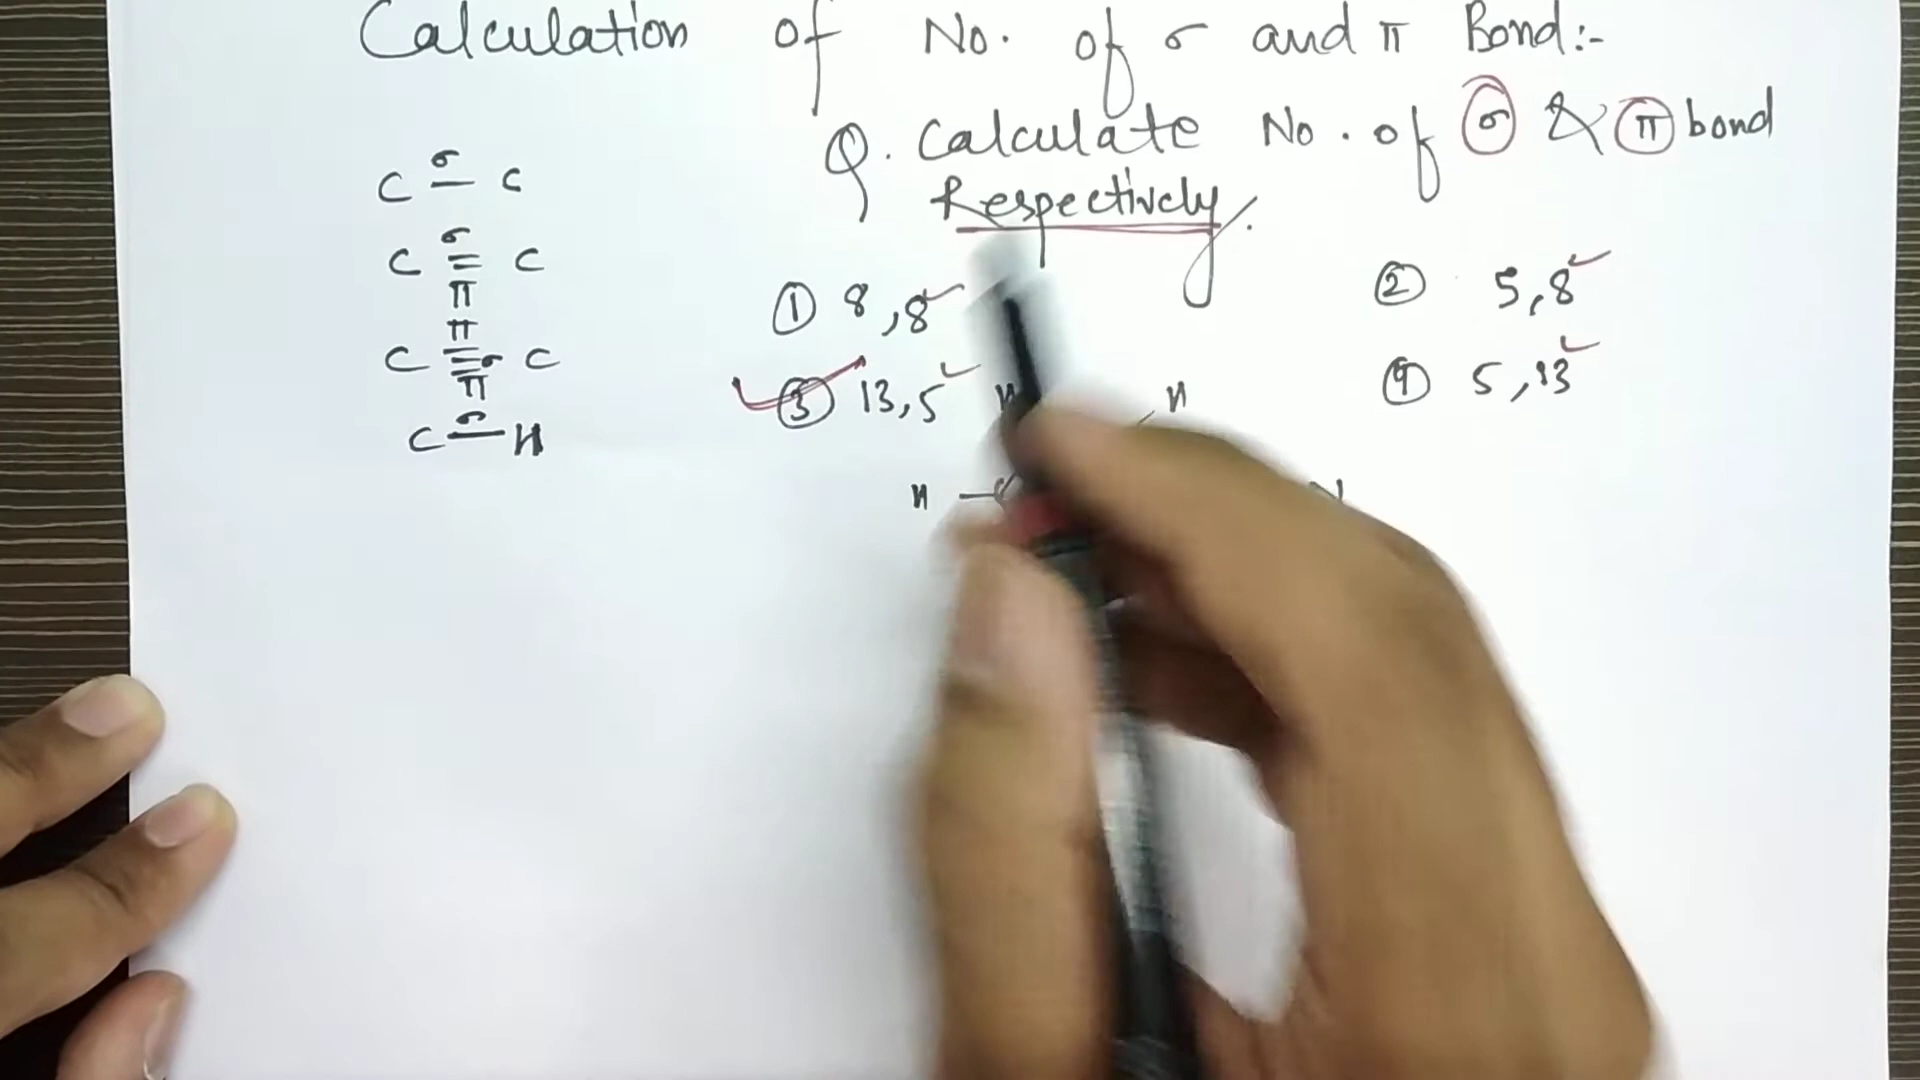 Calculation of No. of σ and π Bond:-
Q. Calculate No. of σ & π bond
Respectively.
C σ — C
C σ = π C
C π ≡ σ π C
C σ — H
① 8,8 ✓ ② 5,8 ✓
③ 13,5 ✓ ④ 5,13 ✓
H H
H — C